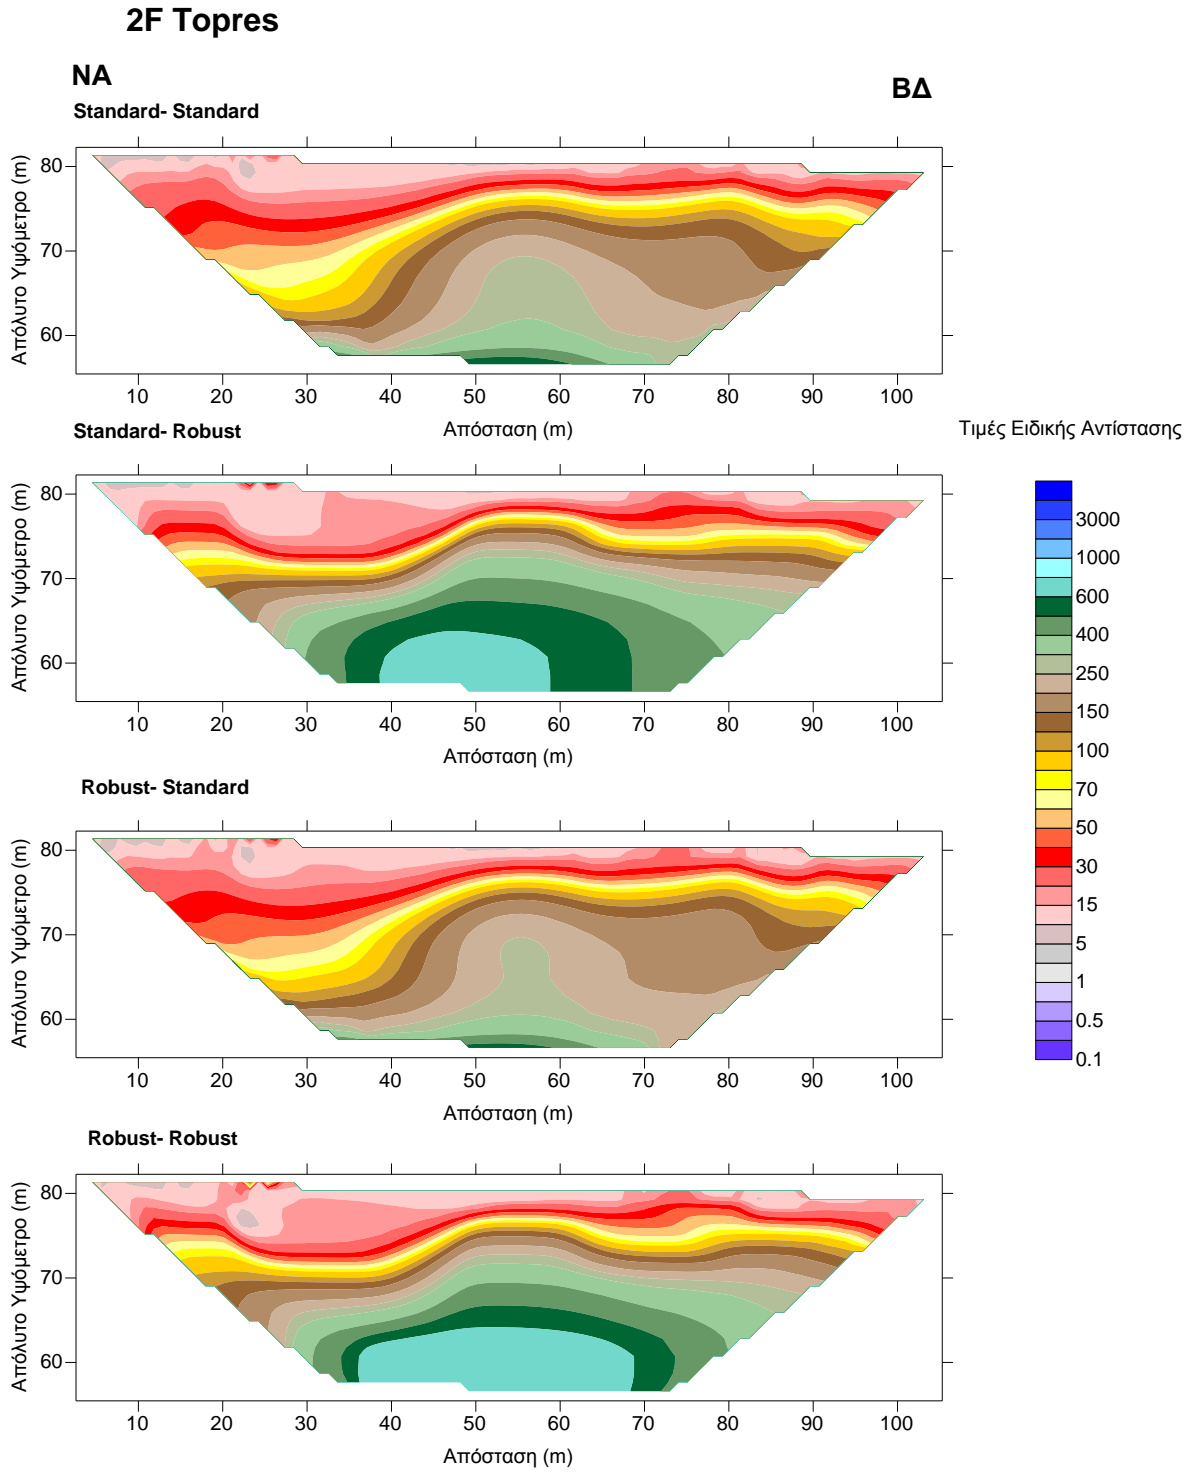 2F Topres
ΝΑ
ΒΔ
Standard- Standard
Απόλυτο Υψόμετρο (m)
80
70
60
10 20 30 40 50 60 70 80 90 100
Απόσταση (m)
Standard- Robust
Τιμές Ειδικής Αντίστασης
Απόλυτο Υψόμετρο (m)
80
70
60
10 20 30 40 50 60 70 80 90 100
Απόσταση (m)
3000
1000
600
400
250
150
100
70
50
30
15
5
1
0.5
0.1
Robust- Standard
Απόλυτο Υψόμετρο (m)
80
70
60
10 20 30 40 50 60 70 80 90 100
Απόσταση (m)
Robust- Robust
Απόλυτο Υψόμετρο (m)
80
70
60
10 20 30 40 50 60 70 80 90 100
Απόσταση (m)